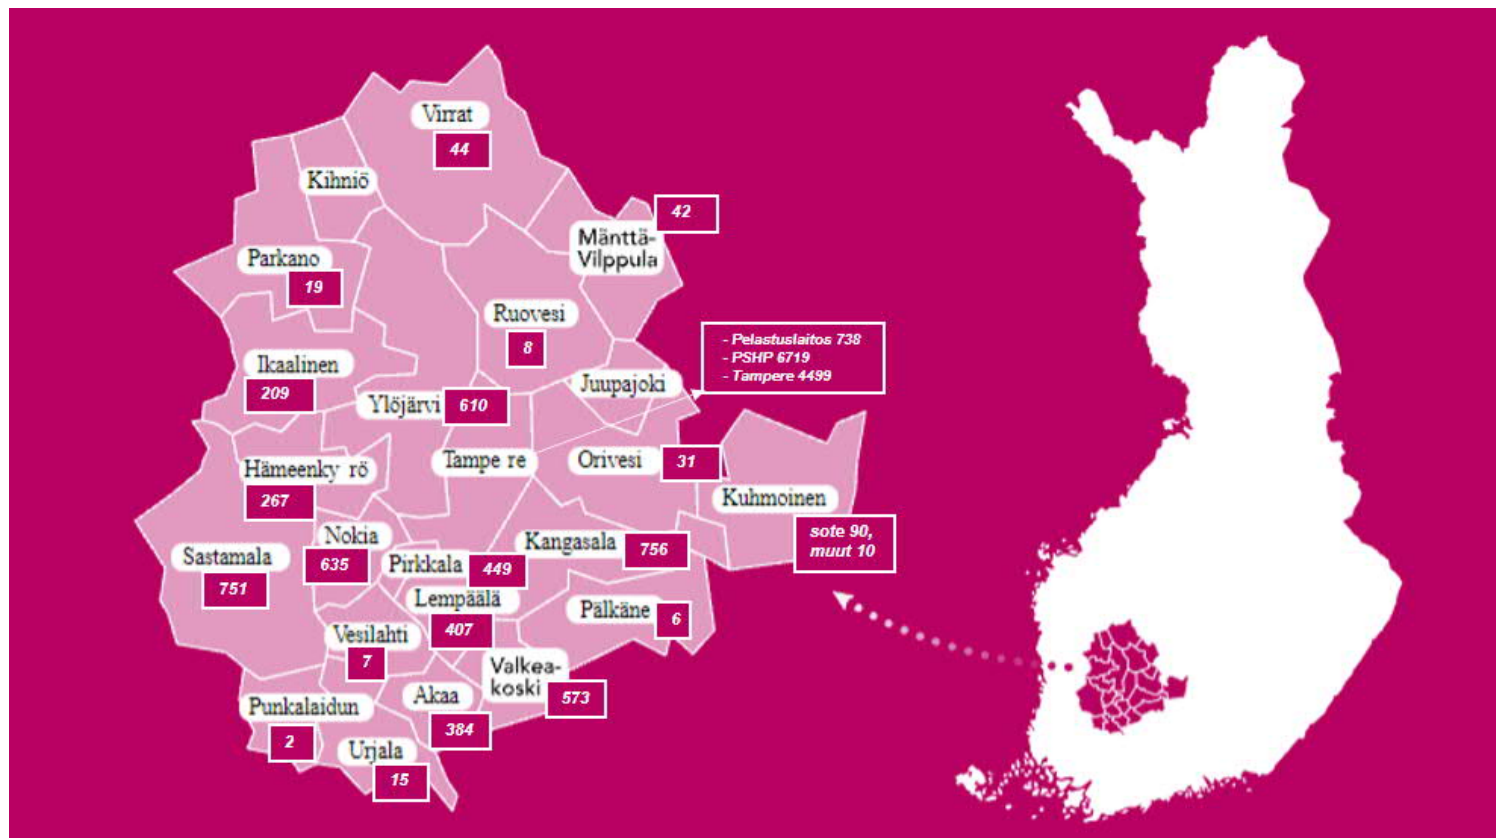 Virrat
44
Kihniö
42
Mänttä-
Vilppula
Parkano
19
Ruovesi
8
- Pelastuslaitos 738
- PSHP 6719
- Tampere 4499
Ikaalinen
209
Juupajoki
Ylöjärvi
610
Hämeenky rö
267
Tampe re
Orivesi
31
Kuhmoinen
sote 90,
muut 10
Nokia
635
Kangasala
756
Sastamala
751
Pirkkala
449
Lempäälä
407
Pälkäne
6
Vesilahti
7
Valkea-
koski
573
Akaa
384
Punkalaidun
2
Urjala
15